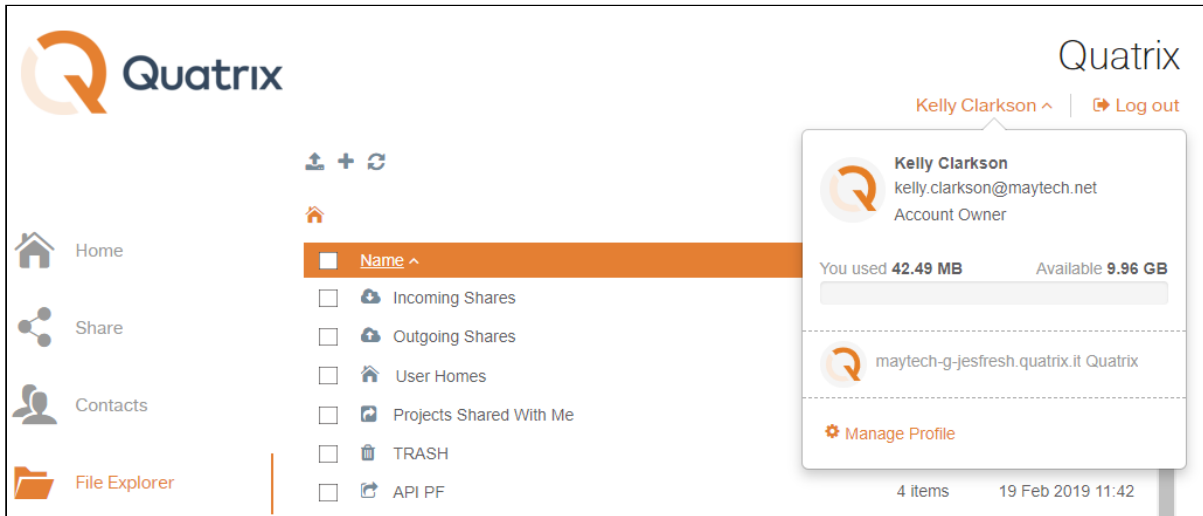 Quatrix
Quatrix
Kelly Clarkson
Log out
Kelly Clarkson
kelly.clarkson@maytech.net
Account Owner
You used 42.49 MB Available 9.96 GB
maytech-g-jesfresh.quatrix.it Quatrix
Manage Profile
Home
Share
Contacts
File Explorer
Name
Incoming Shares
Outgoing Shares
User Homes
Projects Shared With Me
TRASH
API PF 4 items 19 Feb 2019 11:42